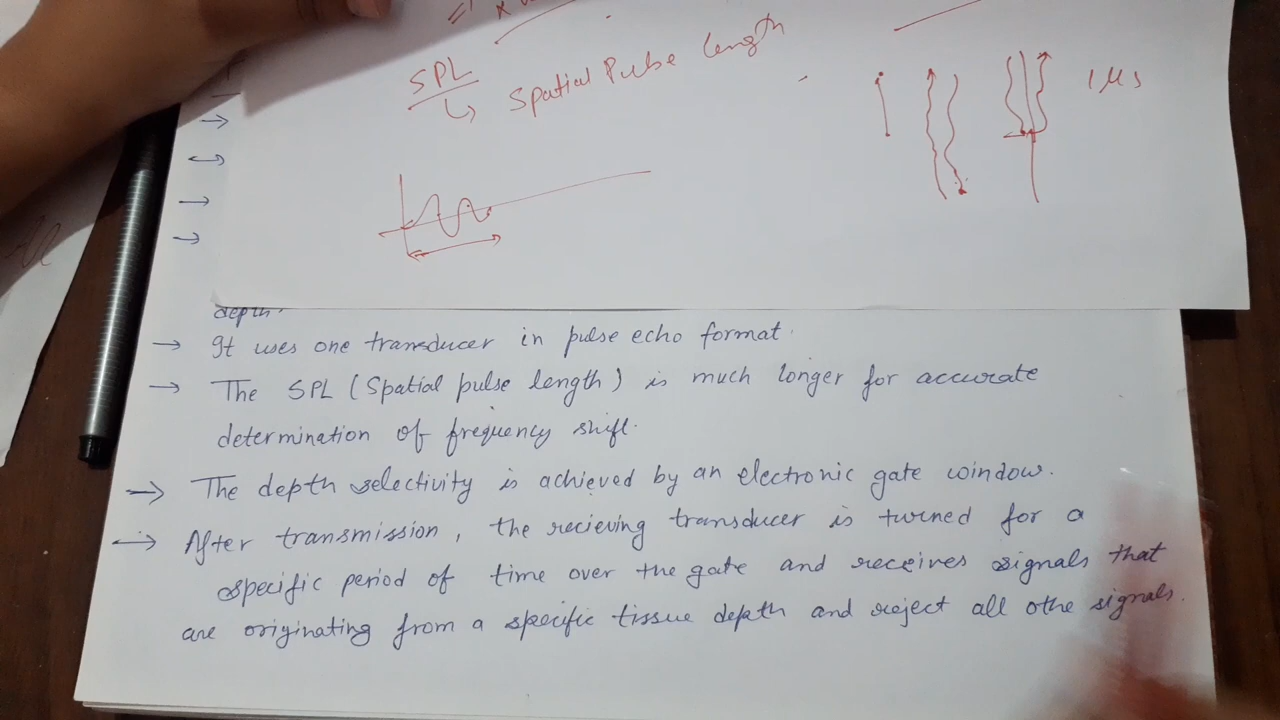 SPL
Spatial Pulse length
1 μs
depth.
→ It uses one transducer in pulse echo format.
→ The SPL (Spatial pulse length) is much longer for accurate
determination of frequency shift.
→ The depth selectivity is achieved by an electronic gate window.
→ After transmission, the recieving transducer is turned for a
specific period of time over the gate and receives signals that
are originating from a specific tissue depth and reject all othe signals.